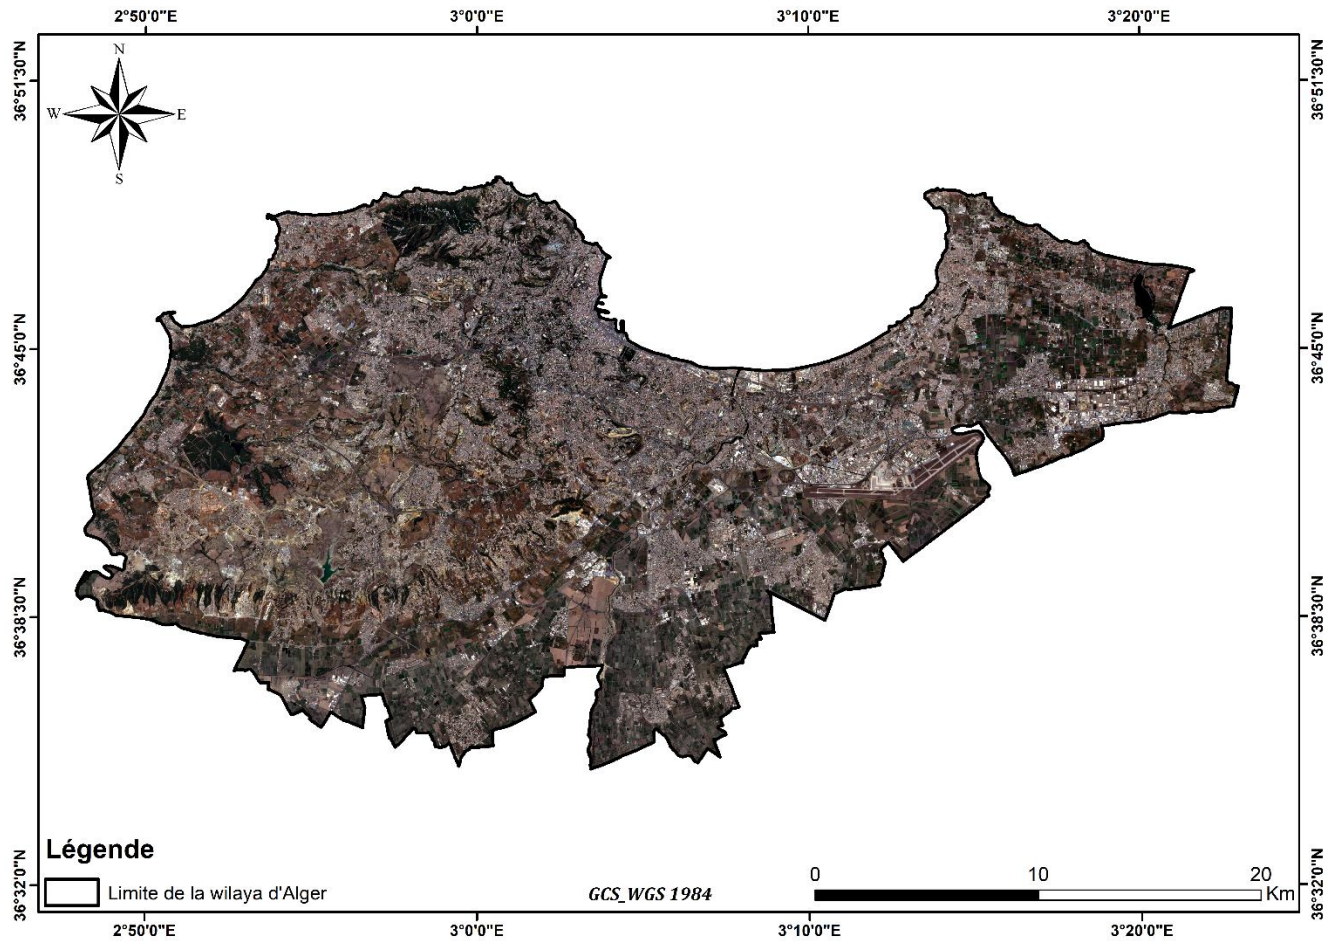 2°50'0"E 3°0'0"E 3°10'0"E 3°20'0"E
36°51'30"N 36°51'30"N
N
W E
S
36°45'0"N 36°45'0"N
36°38'30"N 36°38'30"N
Légende
Limite de la wilaya d'Alger
GCS_WGS 1984
0 10 20
Km
36°32'0"N 36°32'0"N
2°50'0"E 3°0'0"E 3°10'0"E 3°20'0"E